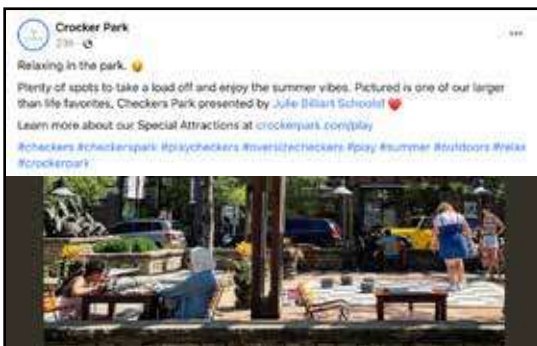 Crocker Park
Relaxing in the park. 😉
Plenty of spots to take a load off and enjoy the summer vibes. Pictured is one of our larger
than life favorites, Checkers Park presented by Julie Billiart Schools! ❤️
Learn more about our Special Attractions at crockerpark.com/play
#checkers #checkerspark #playcheckers #oversizecheckers #play #summer #outdoors #relax
#crockerpark